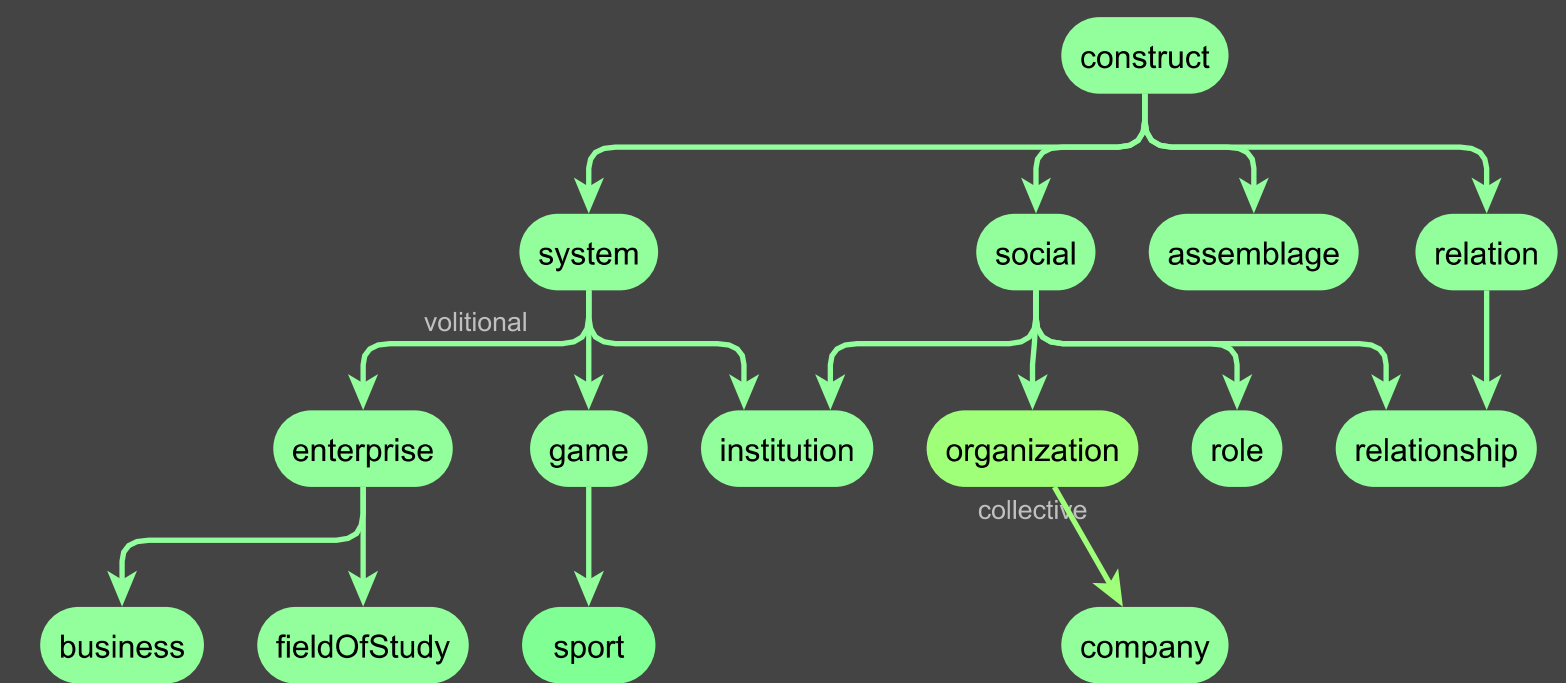 construct
system
social
assemblage
relation
volitional
enterprise
game
institution
organization
role
relationship
collective
business
fieldOfStudy
sport
company